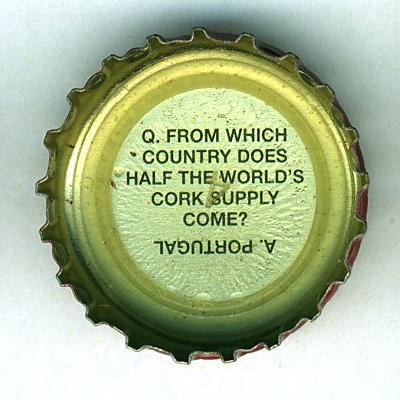 Q. FROM WHICH
COUNTRY DOES
HALF THE WORLD'S
CORK SUPPLY
COME?
A. PORTUGAL